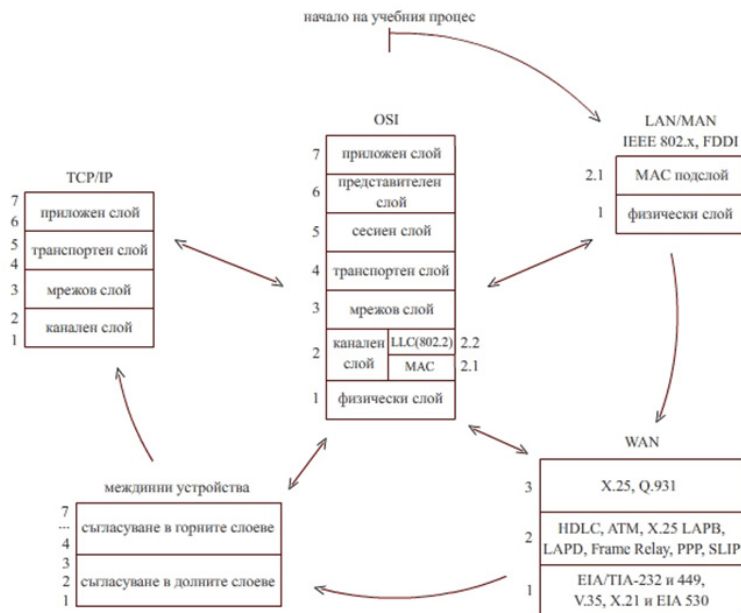 начало на учебния процес
OSI
7 приложен слой
6 представителен
слой
5 сесиен слой
4 транспортен слой
3 мрежов слой
2 канален
слой
LLC(802.2) 2.2
MAC 2.1
1 физически слой
LAN/MAN
IEEE 802.x, FDDI
2.1 MAC подслой
1 физически слой
TCP/IP
7
6
приложен слой
5
4
транспортен слой
3 мрежов слой
2
1
канален слой
WAN
3 X.25, Q.931
2 HDLC, ATM, X.25 LAPB,
LAPD, Frame Relay, PPP, SLIP
1 EIA/TIA-232 и 449,
V.35, X.21 и EIA 530
междинни устройства
7
...
4
съгласуване в горните слоеве
3
2
1
съгласуване в долните слоеве